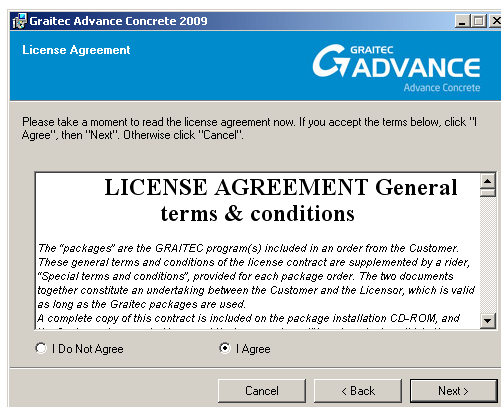 Graitec Advance Concrete 2009
License Agreement
GRAITEC
ADVANCE
Advance Concrete
Please take a moment to read the license agreement now. If you accept the terms below, click "I
Agree", then "Next". Otherwise click "Cancel".
LICENSE AGREEMENT General
terms & conditions
The "packages" are the GRAITEC program(s) included in an order from the Customer.
These general terms and conditions of the license contract are supplemented by a rider,
"Special terms and conditions", provided for each package order. The two documents
together constitute an undertaking between the Customer and the Licensor, which is valid
as long as the Graitec packages are used.
A complete copy of this contract is included on the package installation CD-ROM, and
I Do Not Agree
I Agree
Cancel
< Back
Next >